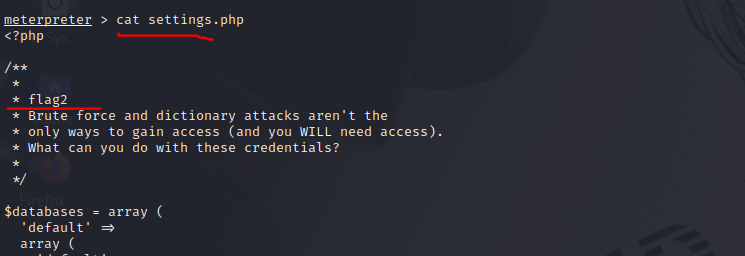 meterpreter > cat settings.php
<?php
/**
 *
 * flag2
 * Brute force and dictionary attacks aren't the
 * only ways to gain access (and you WILL need access).
 * What can you do with these credentials?
 *
 */
$databases = array (
  'default' =>
  array (